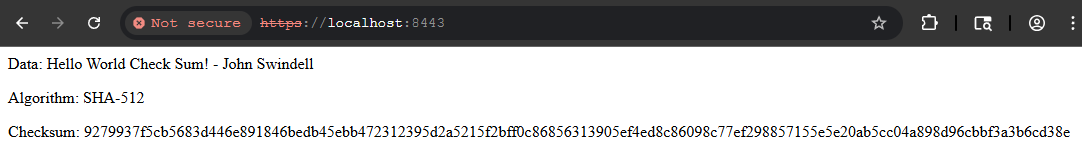 Not secure https://localhost:8443
Data: Hello World Check Sum! - John Swindell
Algorithm: SHA-512
Checksum: 9279937f5cb5683d446e891846bedb45ebb472312395d2a5215f2bff0c86856313905ef4ed8c86098c77ef298857155e5e20ab5cc04a898d96cbbf3a3b6cd38e